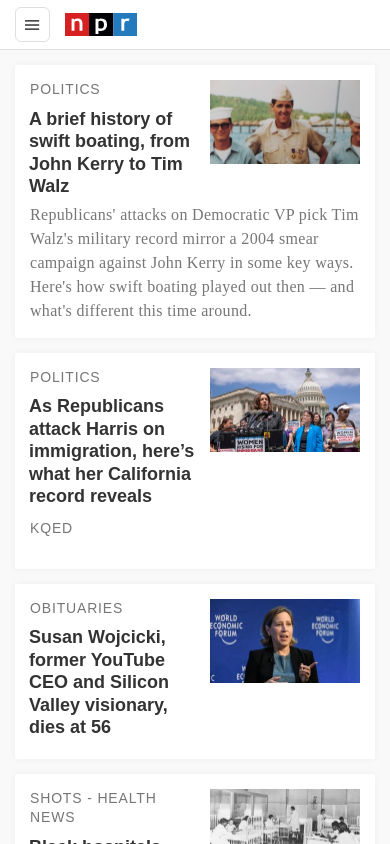 npr
POLITICS
A brief history of
swift boating, from
John Kerry to Tim
Walz
Republicans' attacks on Democratic VP pick Tim
Walz's military record mirror a 2004 smear
campaign against John Kerry in some key ways.
Here's how swift boating played out then — and
what's different this time around.
POLITICS
As Republicans
attack Harris on
immigration, here’s
what her California
record reveals
KQED
OBITUARIES
Susan Wojcicki,
former YouTube
CEO and Silicon
Valley visionary,
dies at 56
WORLD
ECONOMIC
FORUM
WORLD
ECONOMIC
FORUM
SHOTS - HEALTH
NEWS